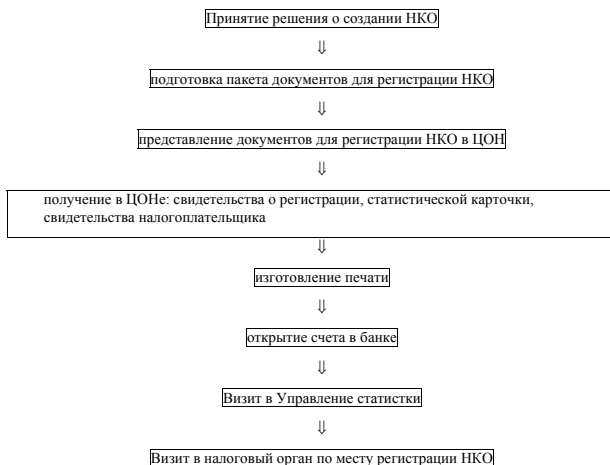 Принятие решения о создании НКО
⇓
подготовка пакета документов для регистрации НКО
⇓
представление документов для регистрации НКО в ЦОН
⇓
получение в ЦОНе: свидетельства о регистрации, статистической карточки,
свидетельства налогоплательщика
⇓
изготовление печати
⇓
открытие счета в банке
⇓
Визит в Управление статистки
⇓
Визит в налоговый орган по месту регистрации НКО